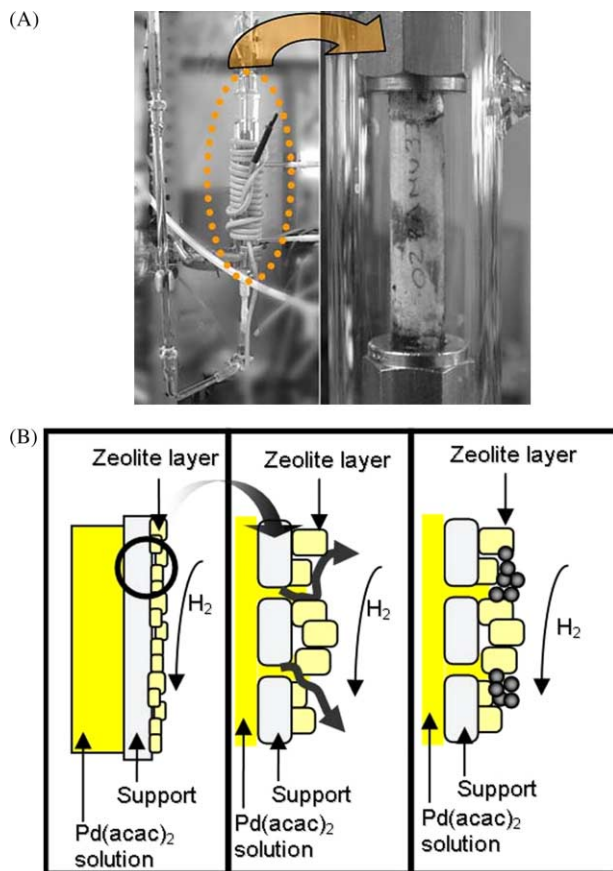 (A)
(B)
Zeolite layer
H2
Support
Pd(acac)2
solution
Zeolite layer
H2
Support
Pd(acac)2
solution
Zeolite layer
H2
Support
Pd(acac)2
solution